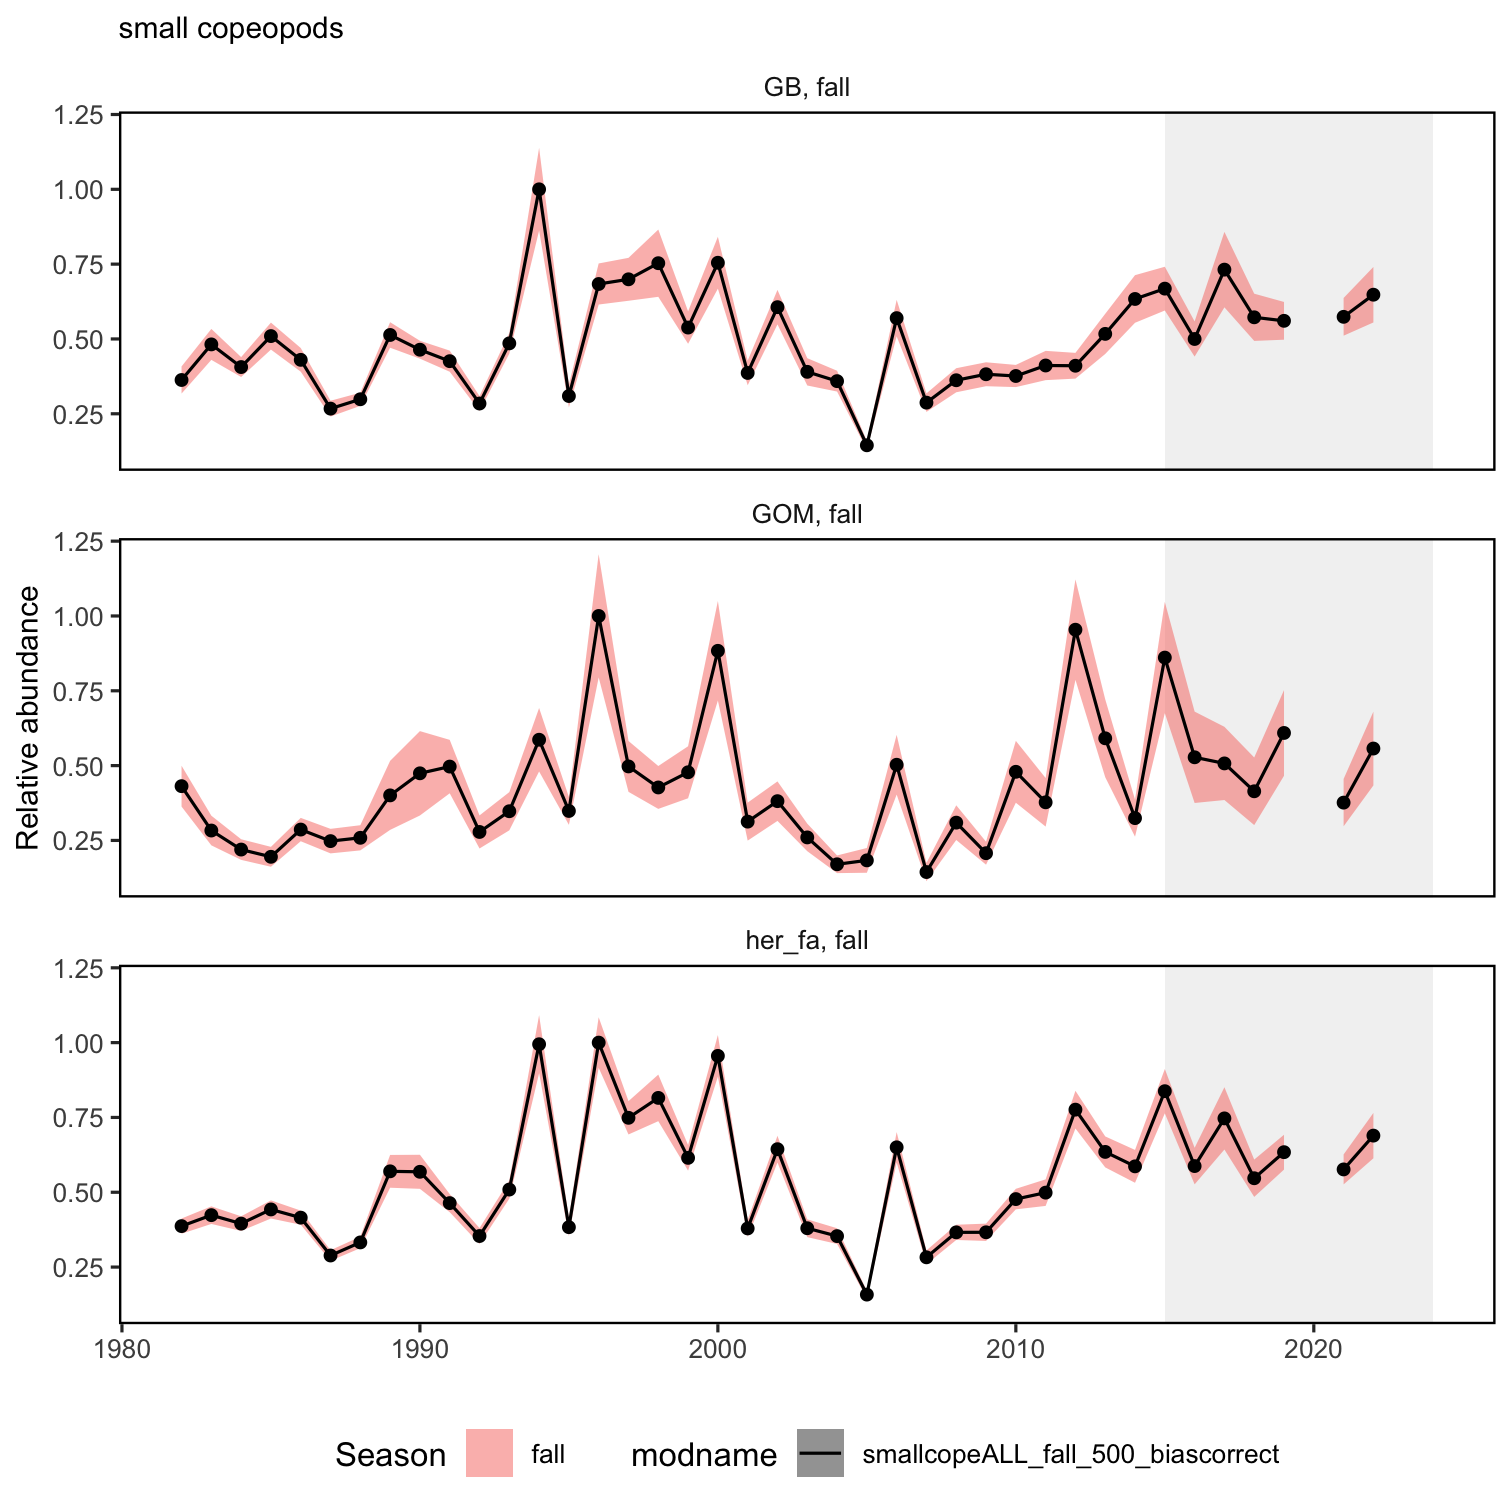 small copeopods
GB, fall
1.25
1.00
0.75
0.50
0.25
GOM, fall
1.25
1.00
0.75
0.50
0.25
Relative abundance
her_fa, fall
1.25
1.00
0.75
0.50
0.25
1980 1990 2000 2010 2020
Season fall modname smallcopeALL_fall_500_biascorrect